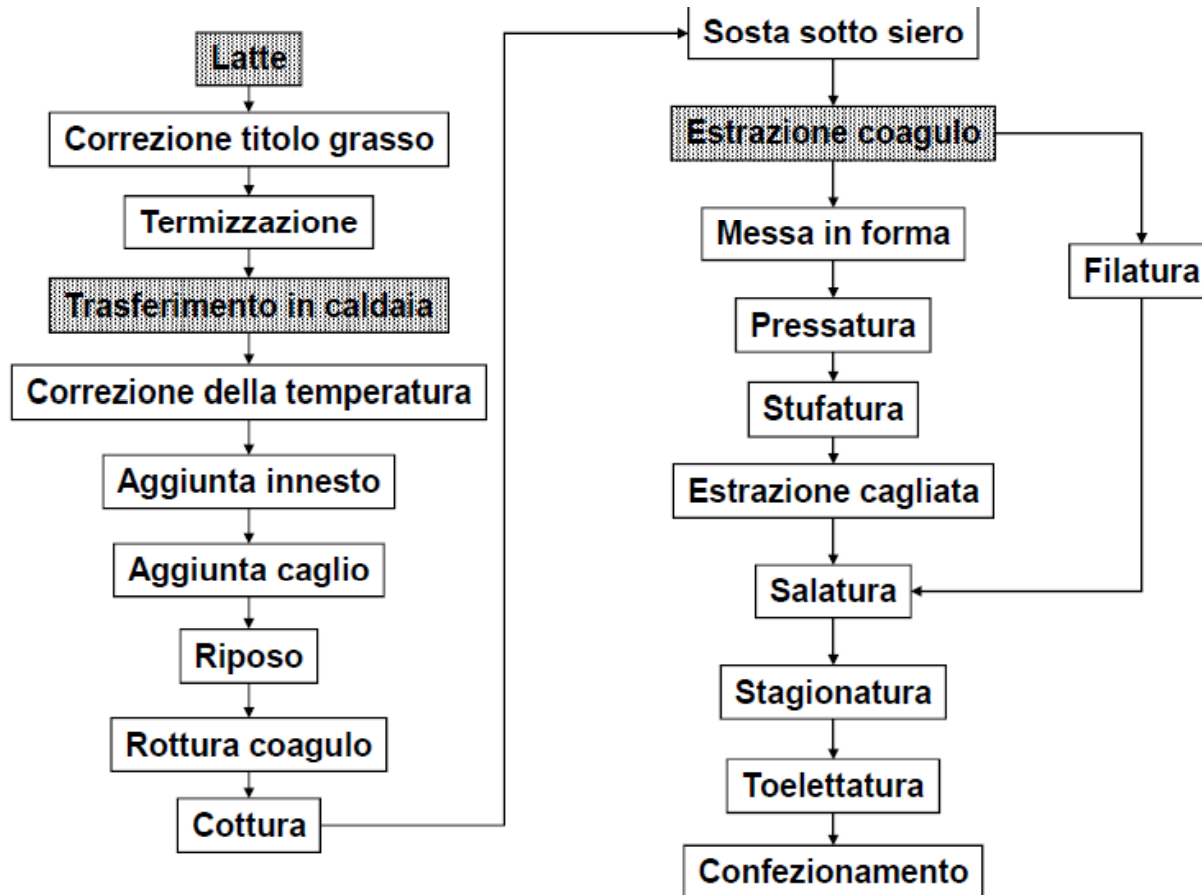 Latte
Correzione titolo grasso
Termizzazione
Trasferimento in caldaia
Correzione della temperatura
Aggiunta innesto
Aggiunta caglio
Riposo
Rottura coagulo
Cottura
Sosta sotto siero
Estrazione coagulo
Messa in forma
Filatura
Pressatura
Stufatura
Estrazione cagliata
Salatura
Stagionatura
Toelettatura
Confezionamento